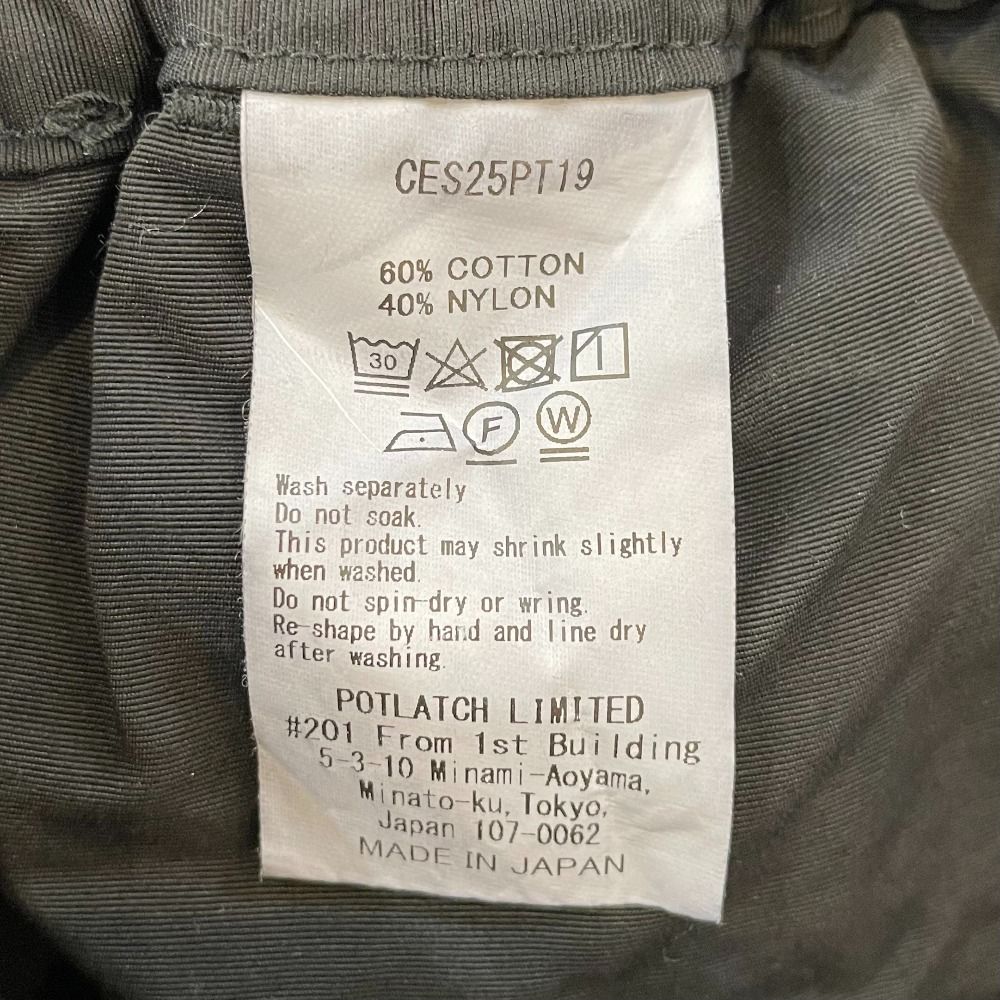 CES25PT19
60% COTTON
40% NYLON
30
F W
Wash separately
Do not soak.
This product may shrink slightly
when washed.
Do not spin-dry or wring.
Re-shape by hand and line dry
after washing.
POTLATCH LIMITED
#201 From 1st Building
5-3-10 Minami-Aoyama,
Minato-ku, Tokyo,
Japan 107-0062
MADE IN JAPAN